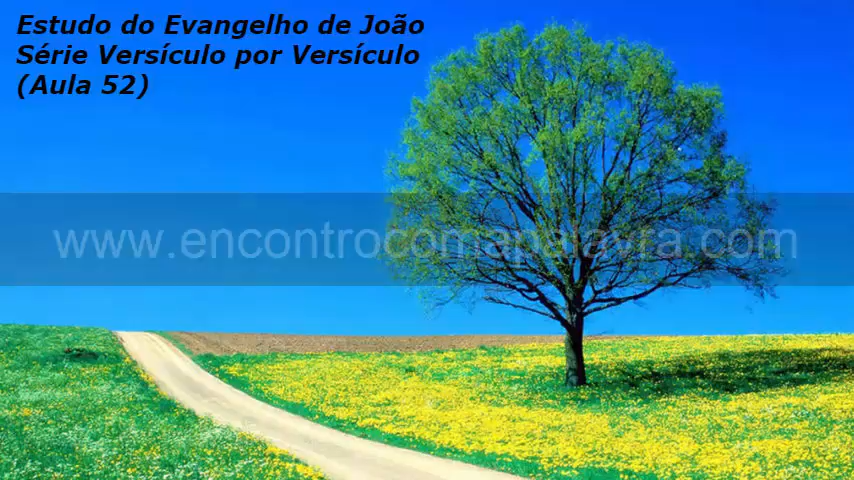 Estudo do Evangelho de João
Série Versículo por Versículo
(Aula 52)
www.encontrocomapalavra.com